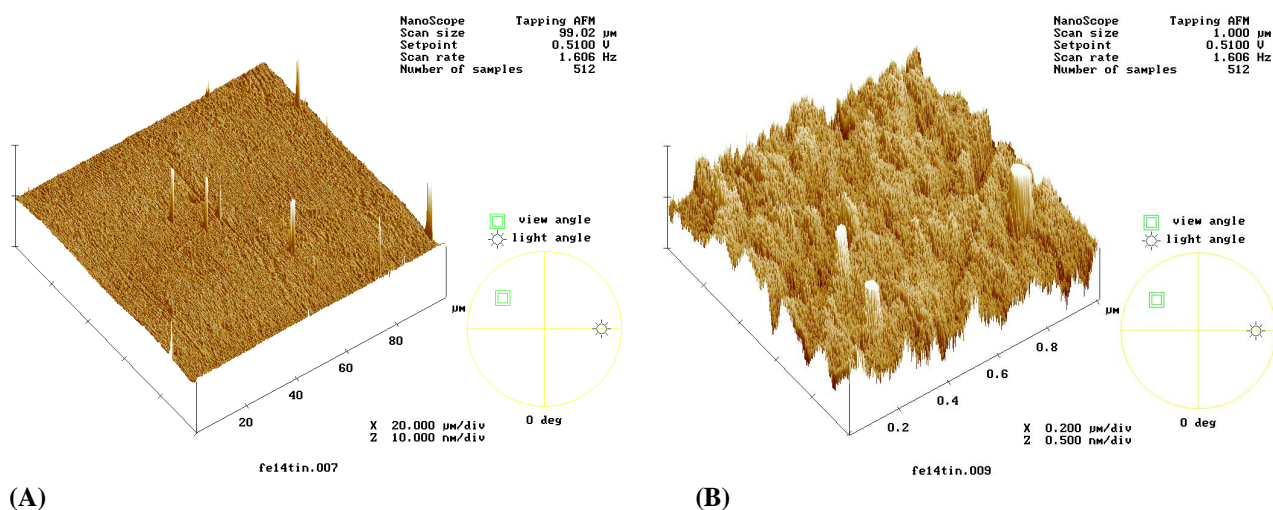 NanoScope Tapping AFM
Scan size 99.02 µm
Setpoint 0.5100 V
Scan rate 1.606 Hz
Number of samples 512
view angle
light angle
µm
80
60
40
20
0 deg
X 20.000 µm/div
Z 10.000 nm/div
fe14tin.007
(A)
NanoScope Tapping AFM
Scan size 1.000 µm
Setpoint 0.5100 V
Scan rate 1.606 Hz
Number of samples 512
view angle
light angle
µm
0.8
0.6
0.4
0.2
0 deg
X 0.200 µm/div
Z 0.500 nm/div
fe14tin.009
(B)